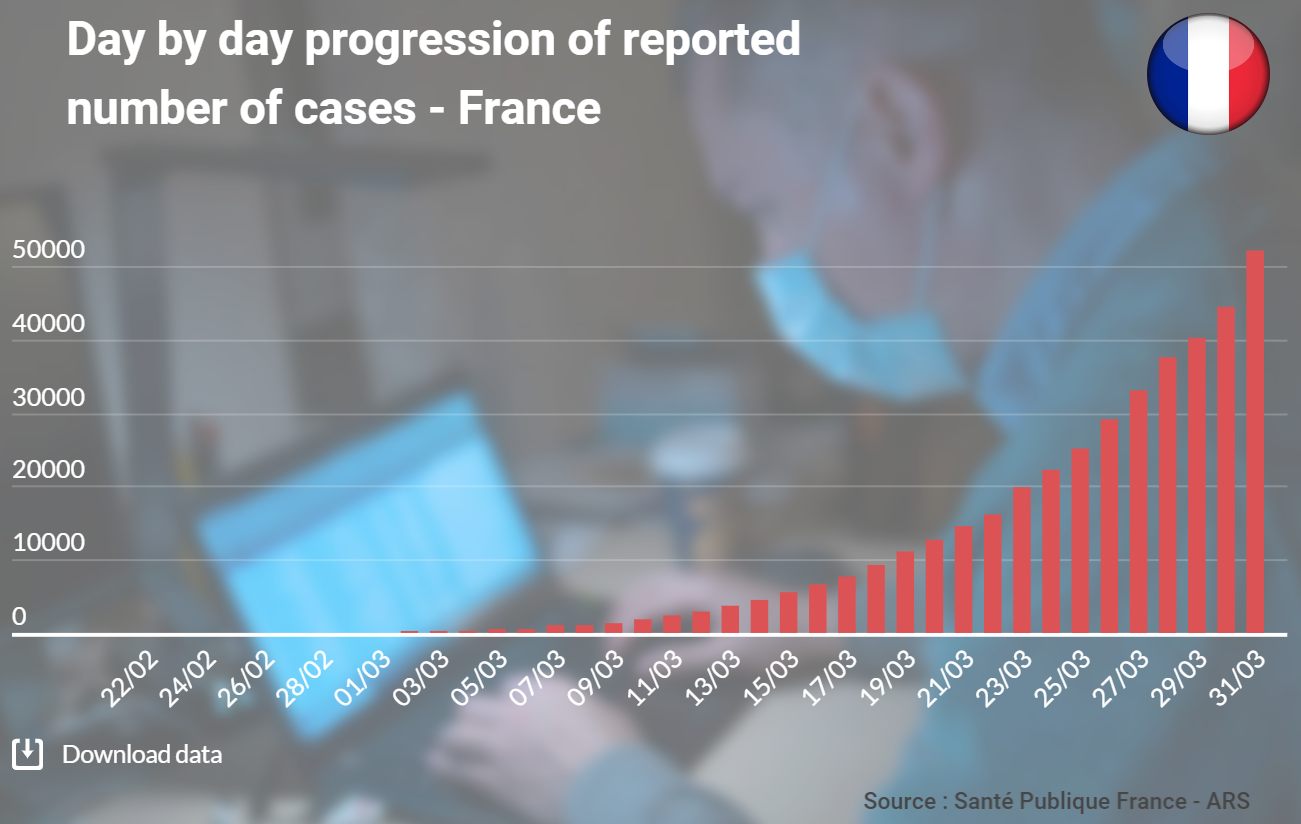 Day by day progression of reported
number of cases - France
50000
40000
30000
20000
10000
0
22/02 24/02 26/02 28/02 01/03 03/03 05/03 07/03 09/03 11/03 13/03 15/03 17/03 19/03 21/03 23/03 25/03 27/03 29/03 31/03
Download data
Source : Santé Publique France - ARS